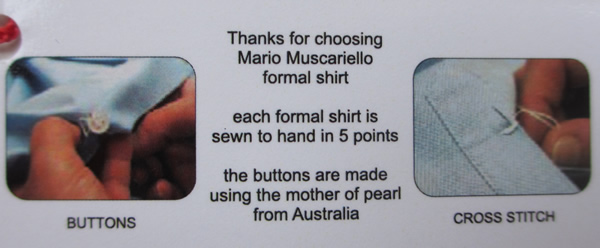 Thanks for choosing
Mario Muscariello
formal shirt
each formal shirt is
sewn to hand in 5 points
the buttons are made
using the mother of pearl
from Australia
BUTTONS
CROSS STITCH